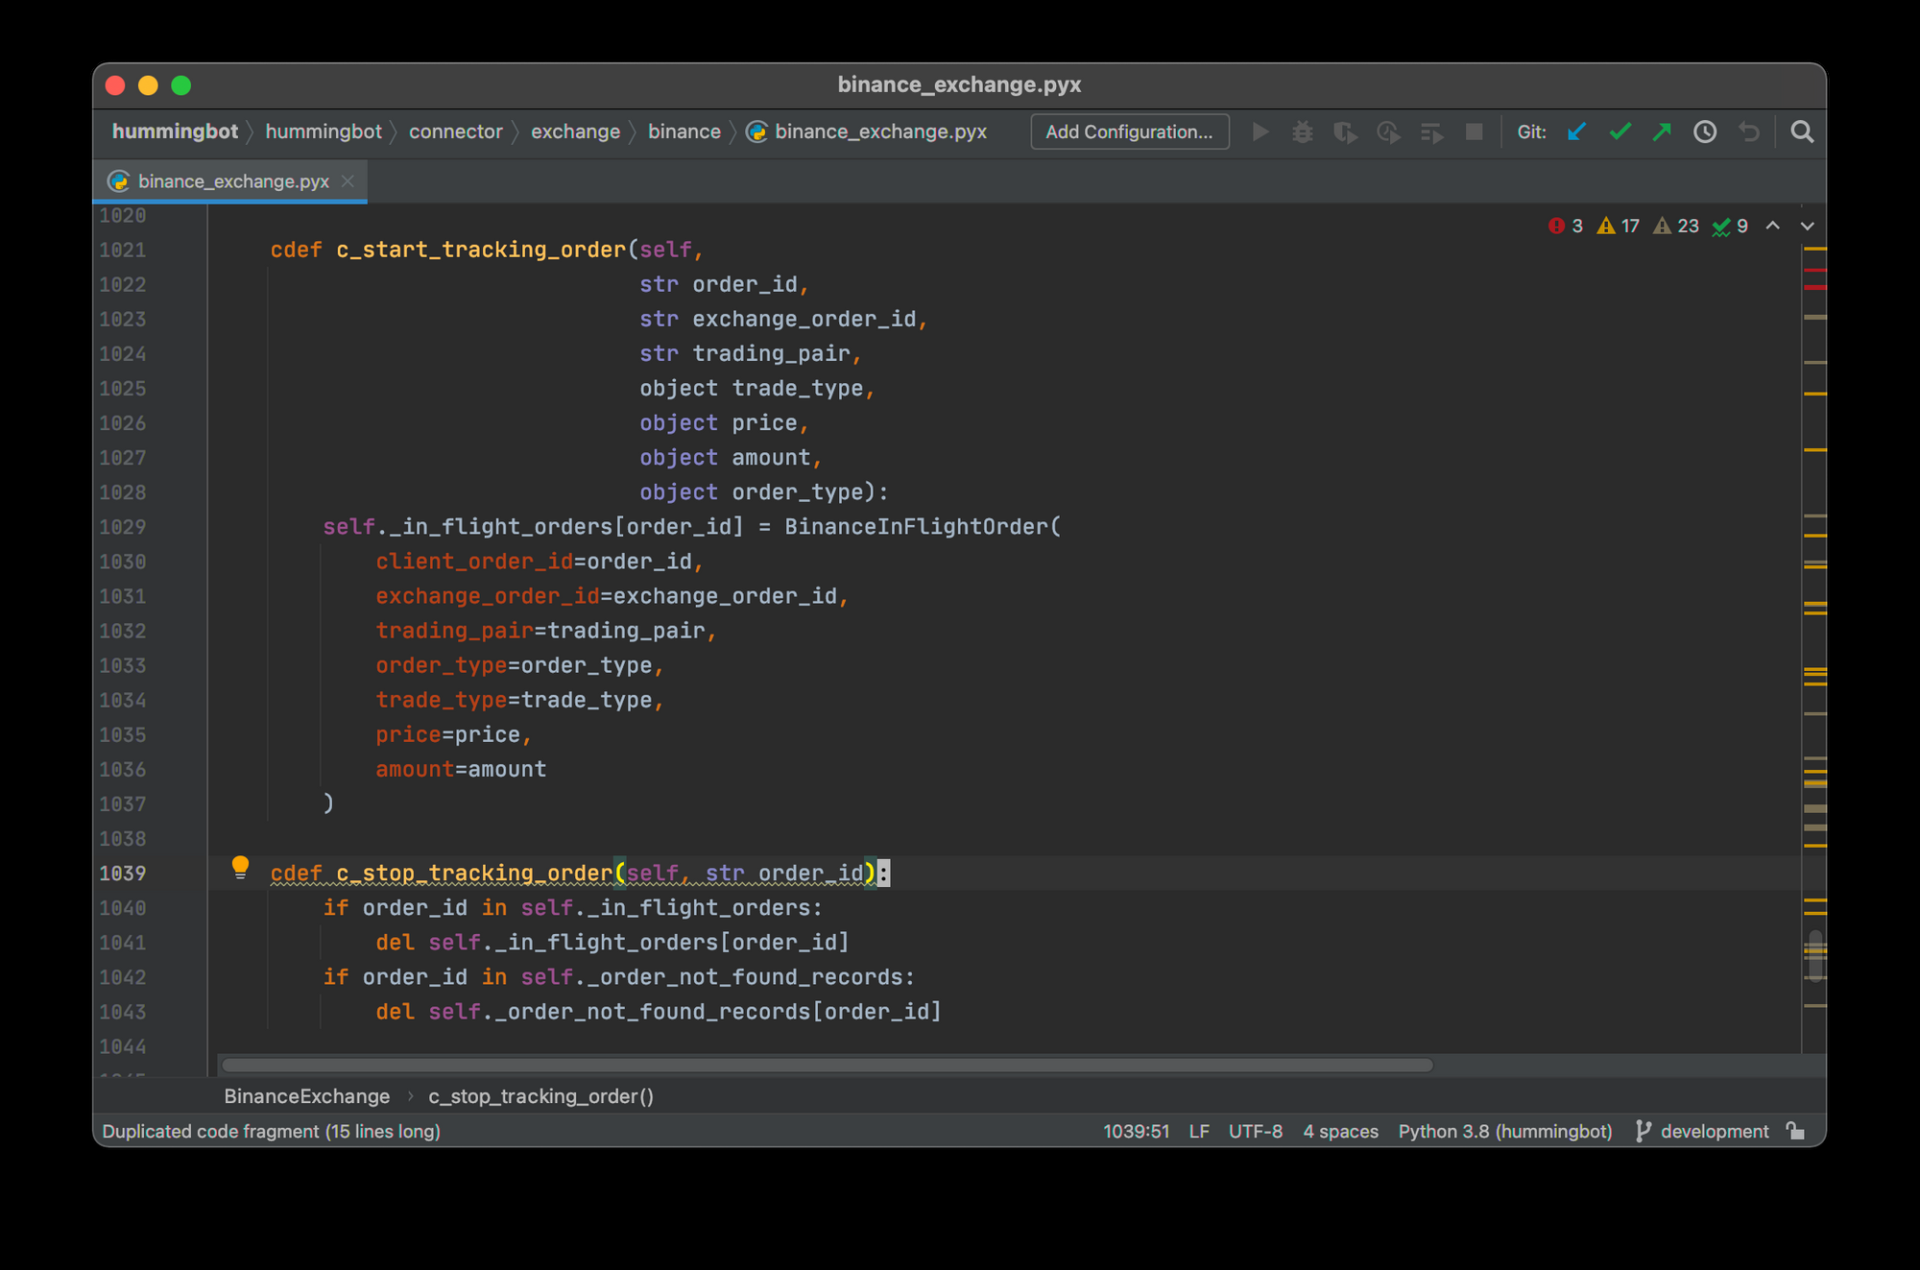 binance_exchange.pyx
hummingbot hummingbot connector exchange binance binance_exchange.pyx Add Configuration... Git:
binance_exchange.pyx
3 17 23 9
1020
1021 cdef c_start_tracking_order(self,
1022 str order_id,
1023 str exchange_order_id,
1024 str trading_pair,
1025 object trade_type,
1026 object price,
1027 object amount,
1028 object order_type):
1029 self._in_flight_orders[order_id] = BinanceInFlightOrder(
1030 client_order_id=order_id,
1031 exchange_order_id=exchange_order_id,
1032 trading_pair=trading_pair,
1033 order_type=order_type,
1034 trade_type=trade_type,
1035 price=price,
1036 amount=amount
1037 )
1038
1039 cdef c_stop_tracking_order(self, str order_id):
1040 if order_id in self._in_flight_orders:
1041 del self._in_flight_orders[order_id]
1042 if order_id in self._order_not_found_records:
1043 del self._order_not_found_records[order_id]
1044
BinanceExchange › c_stop_tracking_order()
Duplicated code fragment (15 lines long) 1039:51 LF UTF-8 4 spaces Python 3.8 (hummingbot) development